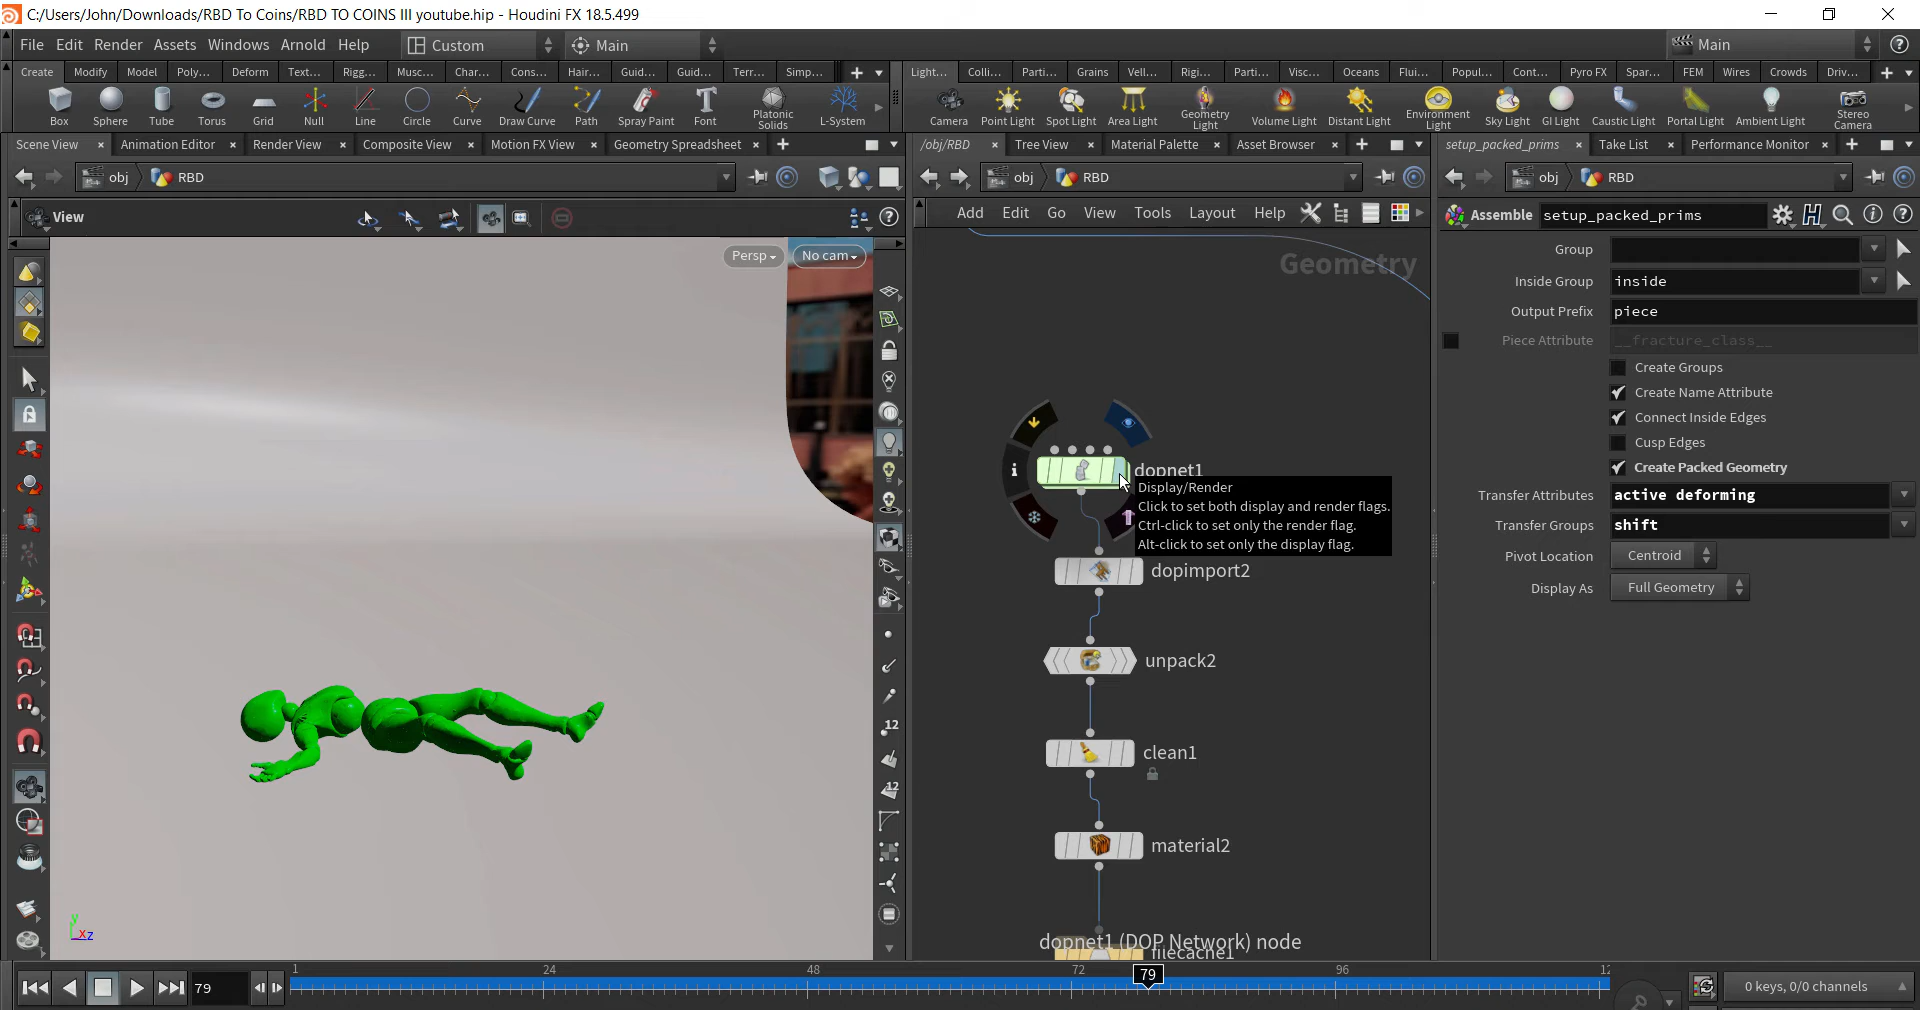 C:/Users/John/Downloads/RBD To Coins/RBD TO COINS III youtube.hip - Houdini FX 18.5.499
File Edit Render Assets Windows Arnold Help Custom Main Main
Create Modify Model Poly... Deform Text... Rigg... Musc... Char... Cons... Hair... Guid... Guid... Terr... Simp...
Light... Colli... Parti... Grains Vell... Rigi... Parti... Visc... Oceans Flui... Popul... Cont... Pyro FX Spar... FEM Wires Crowds Driv...
Box Sphere Tube Torus Grid Null Line Circle Curve Draw Curve Path Spray Paint Font Platonic Solids L-System
Camera Point Light Spot Light Area Light Geometry Light Volume Light Distant Light Environment Light Sky Light GI Light Caustic Light Portal Light Ambient Light Stereo Camera
Scene View Animation Editor Render View Composite View Motion FX View Geometry Spreadsheet
/obj/RBD Tree View Material Palette Asset Browser
setup_packed_prims Take List Performance Monitor
obj RBD
obj RBD
obj RBD
View
Add Edit Go View Tools Layout Help
Assemble setup_packed_prims
Persp No cam
Geometry
Group
Inside Group inside
Output Prefix piece
Piece Attribute __fracture_class__
Create Groups
Create Name Attribute
Connect Inside Edges
Cusp Edges
Create Packed Geometry
Transfer Attributes active deforming
Transfer Groups shift
Pivot Location Centroid
Display As Full Geometry
dopnet1
Display/Render
Click to set both display and render flags.
Ctrl-click to set only the render flag.
Alt-click to set only the display flag.
dopimport2
unpack2
clean1
material2
dopnet1 (DOP Network) node
filecache1
12
12
y
x z
79
1 24 48 72 79 96 12
0 keys, 0/0 channels